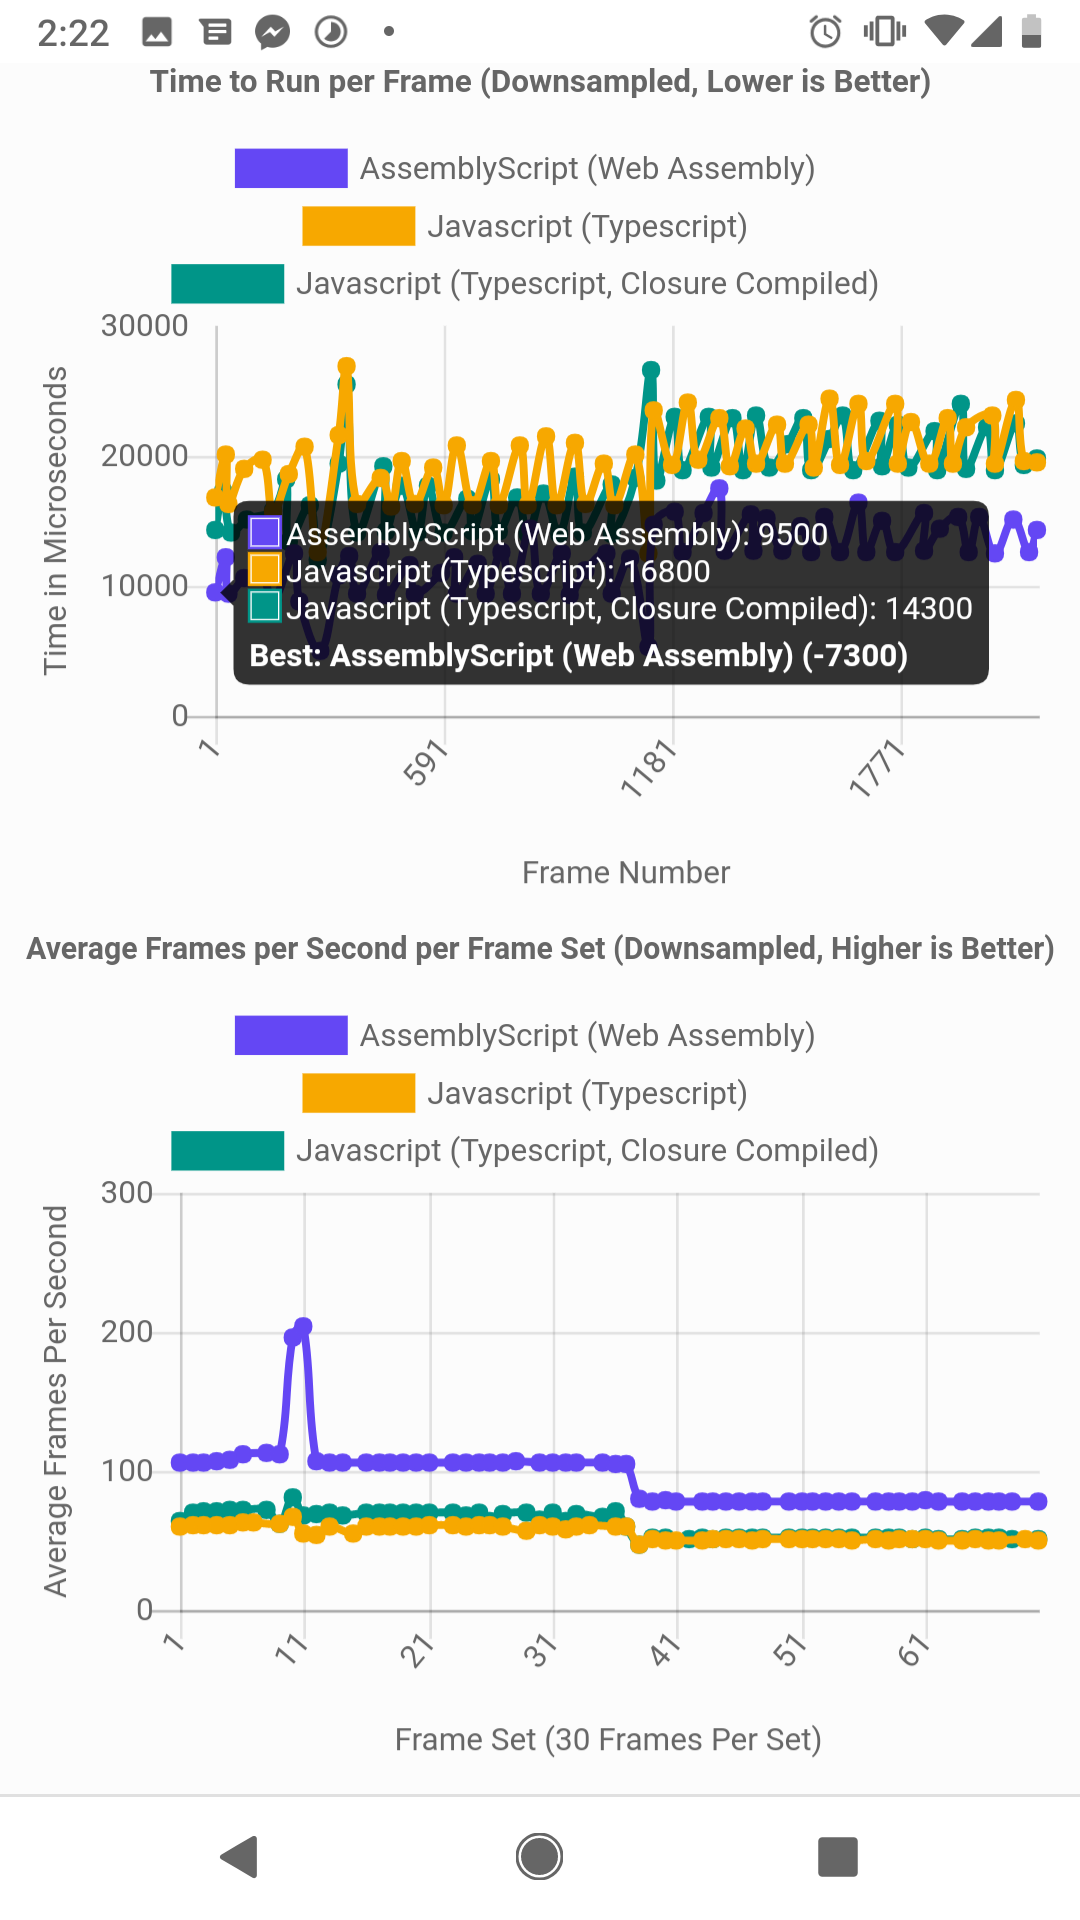 2:22
Time to Run per Frame (Downsampled, Lower is Better)
AssemblyScript (Web Assembly)
Javascript (Typescript)
Javascript (Typescript, Closure Compiled)
Time in Microseconds
30000
20000
10000
0
AssemblyScript (Web Assembly): 9500
Javascript (Typescript): 16800
Javascript (Typescript, Closure Compiled): 14300
Best: AssemblyScript (Web Assembly) (-7300)
1 591 1181 1771
Frame Number
Average Frames per Second per Frame Set (Downsampled, Higher is Better)
AssemblyScript (Web Assembly)
Javascript (Typescript)
Javascript (Typescript, Closure Compiled)
Average Frames Per Second
300
200
100
0
1 11 21 31 41 51 61
Frame Set (30 Frames Per Set)